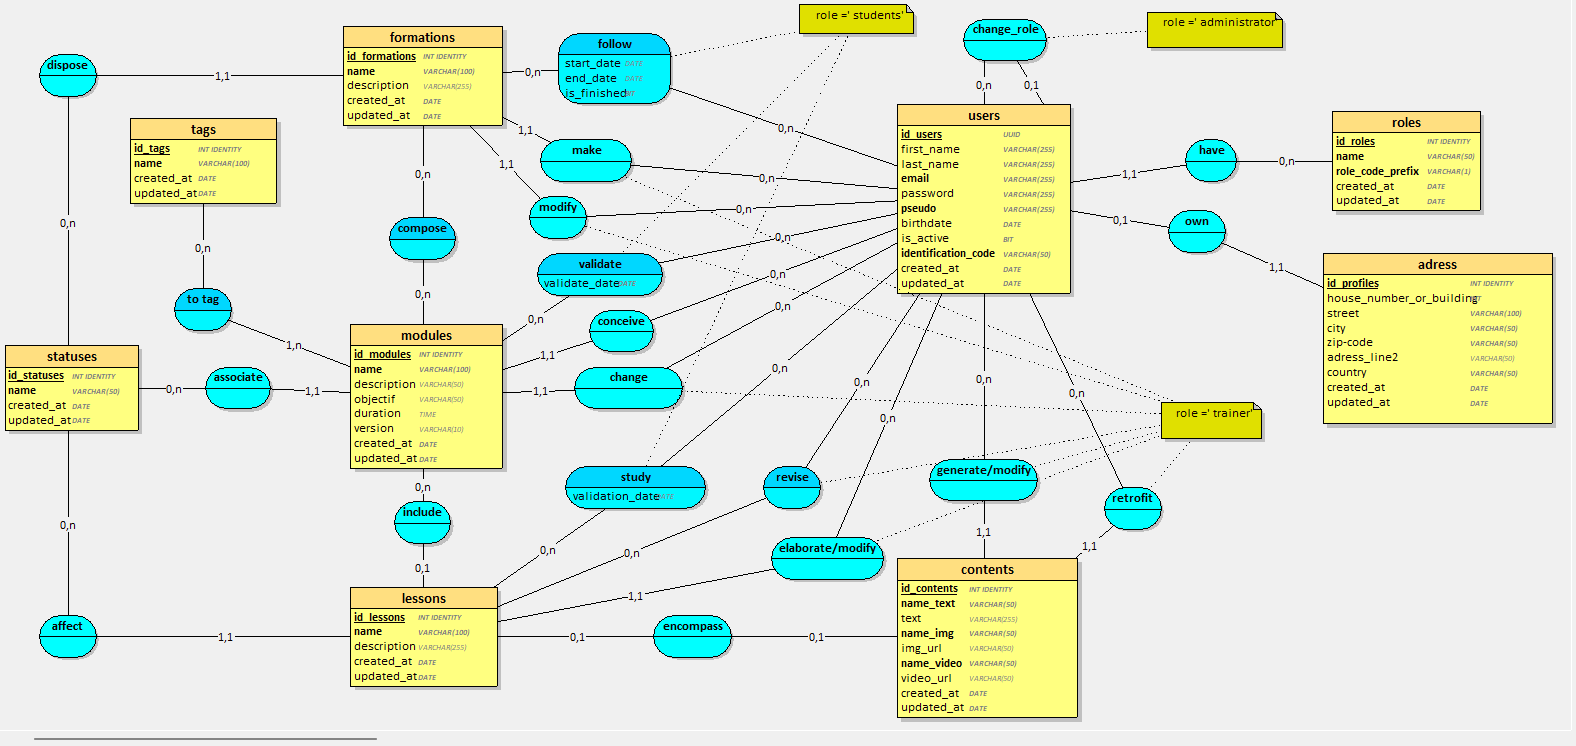 formations
id_formations INT IDENTITY
name VARCHAR(100)
description VARCHAR(255)
created_at DATE
updated_at DATE
dispose
1,1
0,n
follow
start_date DATE
end_date DATE
is_finished
role =' students'
change_role
role =' administrator'
0,n
0,1
tags
id_tags INT IDENTITY
name VARCHAR(100)
created_at DATE
updated_at DATE
users
id_users UUID
first_name VARCHAR(255)
last_name VARCHAR(255)
email VARCHAR(255)
password VARCHAR(255)
pseudo VARCHAR(255)
birthdate DATE
is_active BIT
identification_code VARCHAR(50)
created_at DATE
updated_at DATE
roles
id_roles INT IDENTITY
name VARCHAR(50)
role_code_prefix VARCHAR(1)
created_at DATE
updated_at DATE
0,n
1,1
make
0,n
have
1,1
0,n
1,1
modify
0,n
0,n
own
0,1
1,1
0,n
compose
0,n
0,n
validate
validate_date DATE
0,n
0,n
conceive
1,1
0,n
0,n
change
1,1
0,n
adress
id_profiles INT IDENTITY
house_number_or_building
street VARCHAR(100)
city VARCHAR(50)
zip-code VARCHAR(50)
adress_line2 VARCHAR(50)
country VARCHAR(50)
created_at DATE
updated_at DATE
to tag
1,n
modules
id_modules INT IDENTITY
name VARCHAR(100)
description VARCHAR(50)
objectif VARCHAR(50)
duration TIME
version VARCHAR(10)
created_at DATE
updated_at DATE
statuses
id_statuses INT IDENTITY
name VARCHAR(50)
created_at DATE
updated_at DATE
0,n
associate
1,1
0,n
0,n
0,n
0,n
0,n
role =' trainer'
study
validation_date DATE
0,n
revise
0,n
generate/modify
1,1
retrofit
1,1
0,n
include
0,1
0,n
elaborate/modify
1,1
lessons
id_lessons INT IDENTITY
name VARCHAR(100)
description VARCHAR(255)
created_at DATE
updated_at DATE
affect
1,1
0,1
encompass
0,1
contents
id_contents INT IDENTITY
name_text VARCHAR(50)
text VARCHAR(255)
name_img VARCHAR(50)
img_url VARCHAR(50)
name_video VARCHAR(50)
video_url VARCHAR(50)
created_at DATE
updated_at DATE